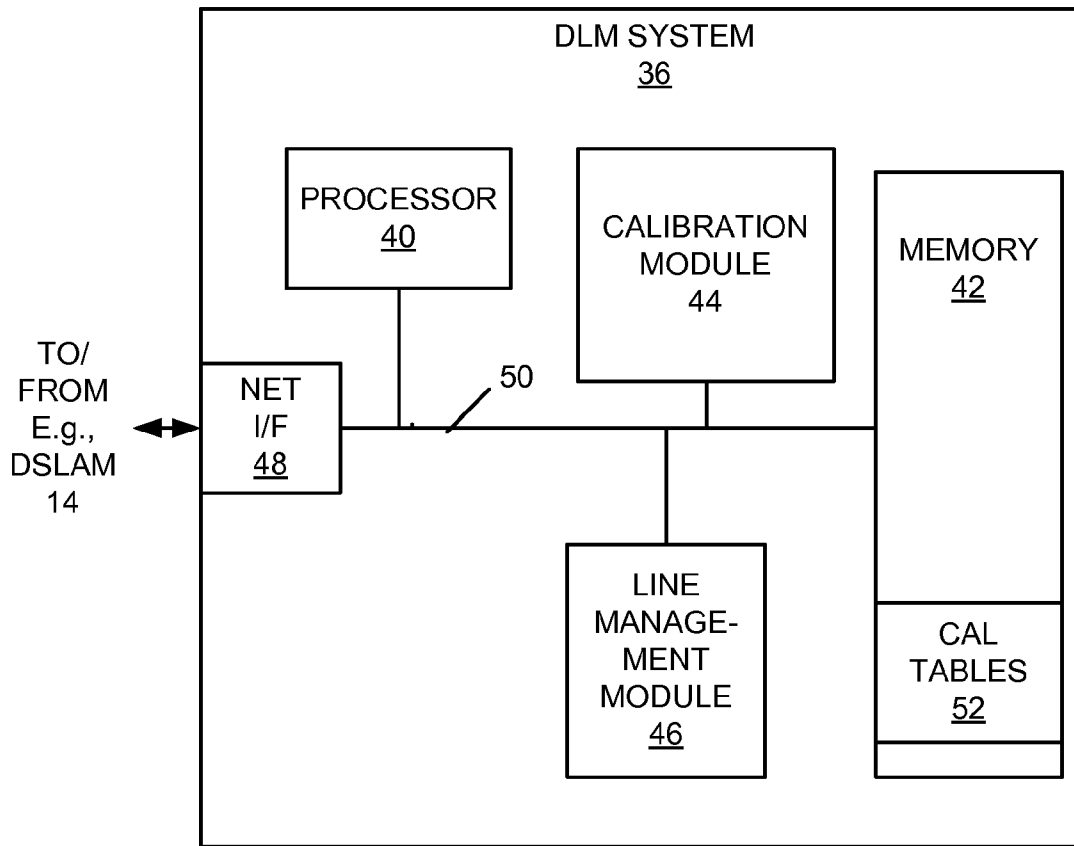 DLM SYSTEM
36
PROCESSOR
40
CALIBRATION
MODULE
44
MEMORY
42
TO/
FROM
E.g.,
DSLAM
14
NET
I/F
48
50
LINE
MANAGE-
MENT
MODULE
46
CAL
TABLES
52